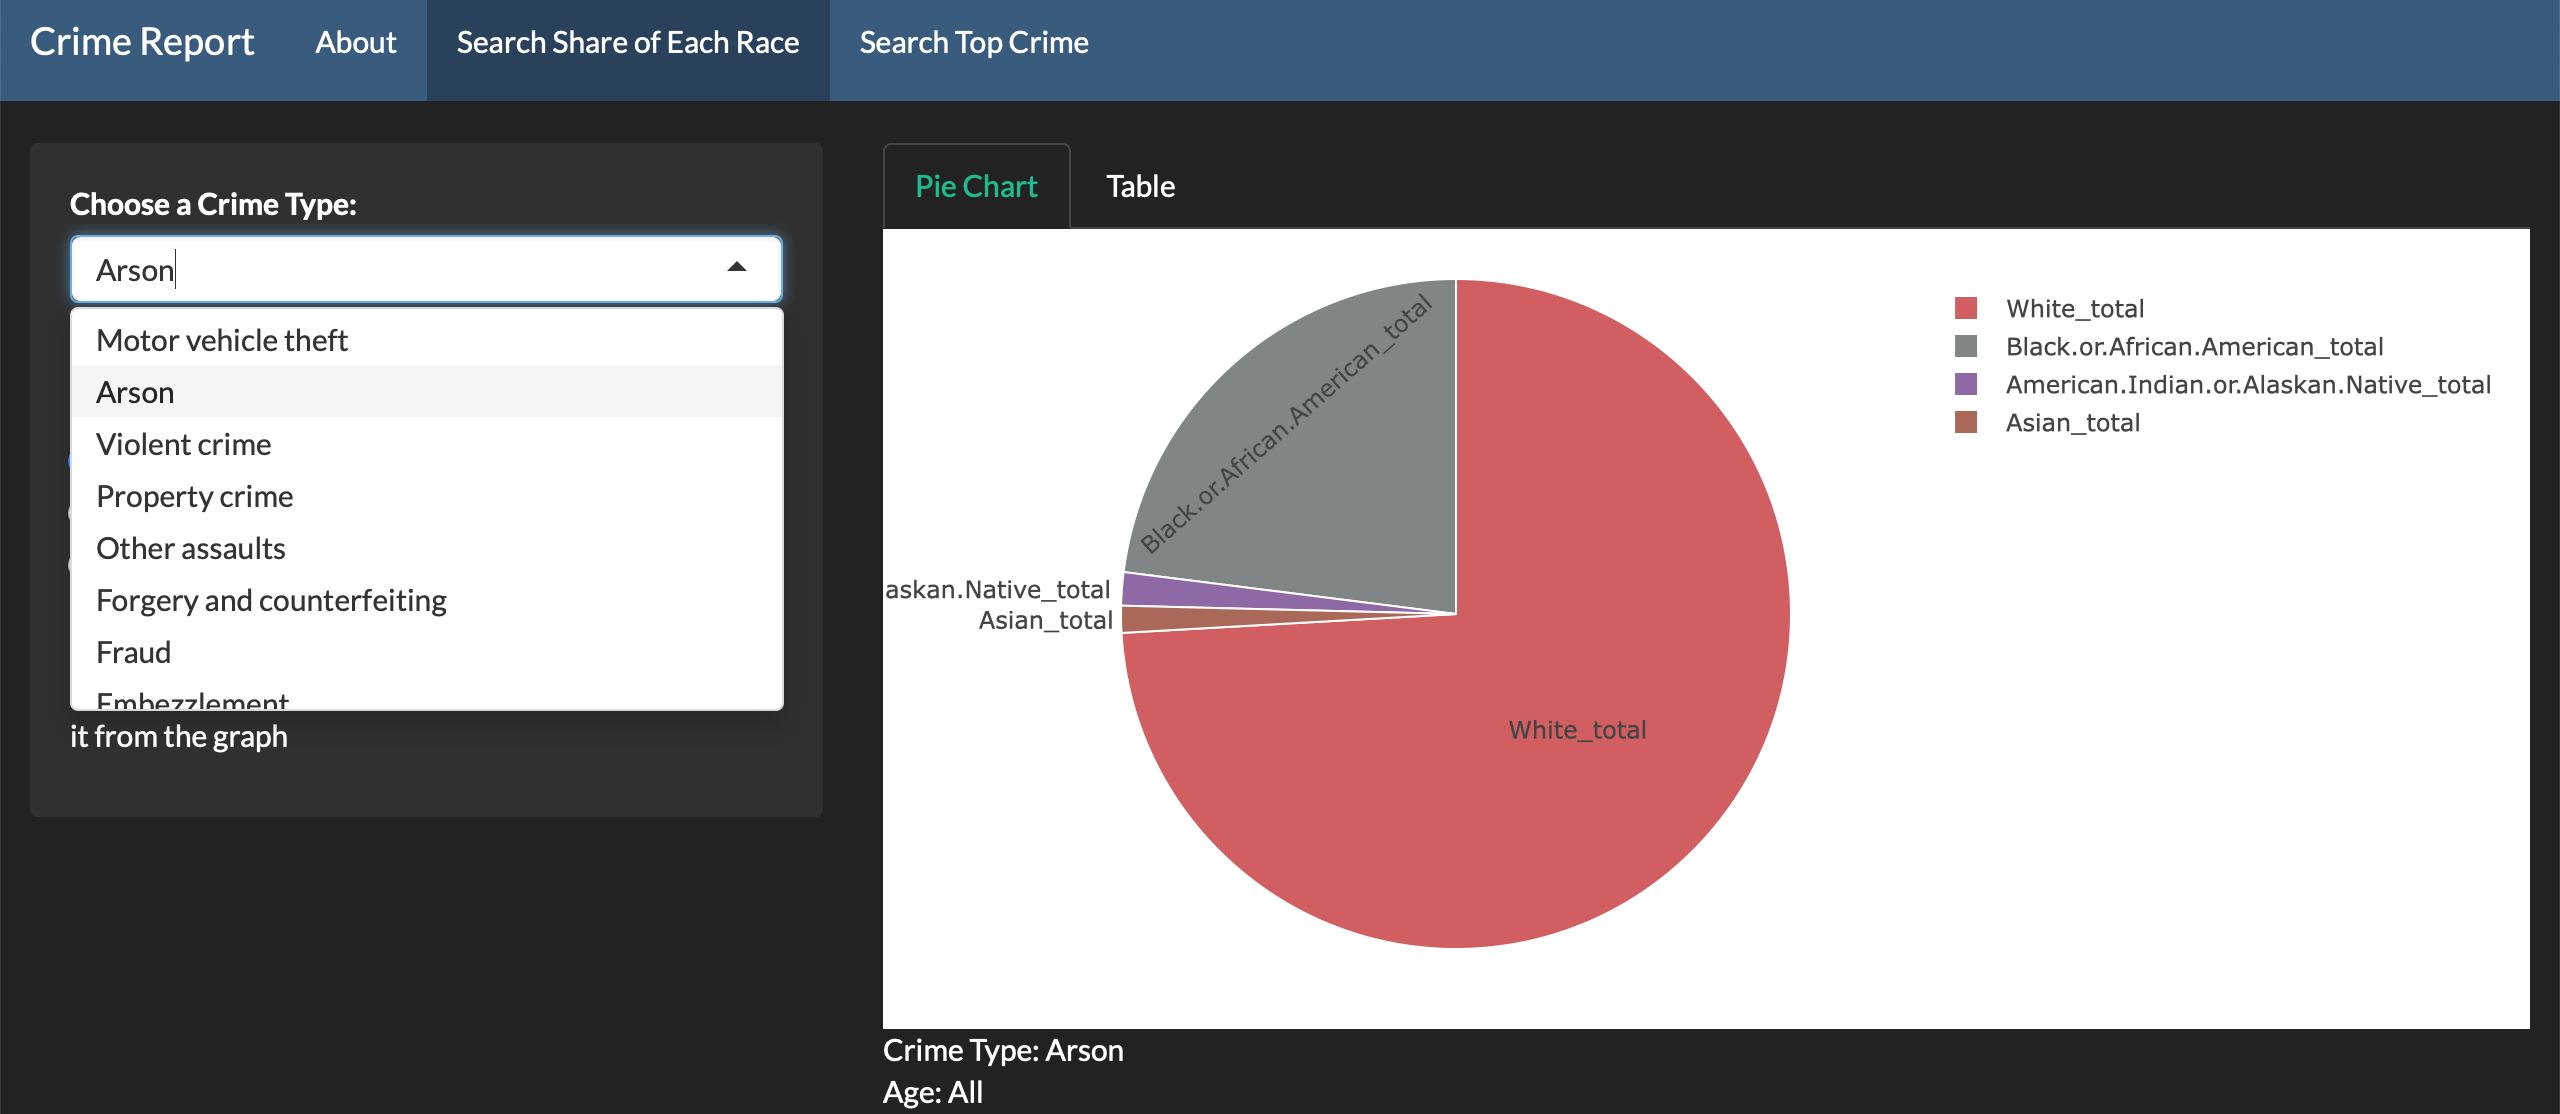 Crime Report About Search Share of Each Race Search Top Crime
Choose a Crime Type:
Arson
Motor vehicle theft
Arson
Violent crime
Property crime
Other assaults
Forgery and counterfeiting
Fraud
Embezzlement
it from the graph
Pie Chart Table
Black.or.African.American_total
askan.Native_total
Asian_total
White_total
White_total
Black.or.African.American_total
American.Indian.or.Alaskan.Native_total
Asian_total
Crime Type: Arson
Age: All